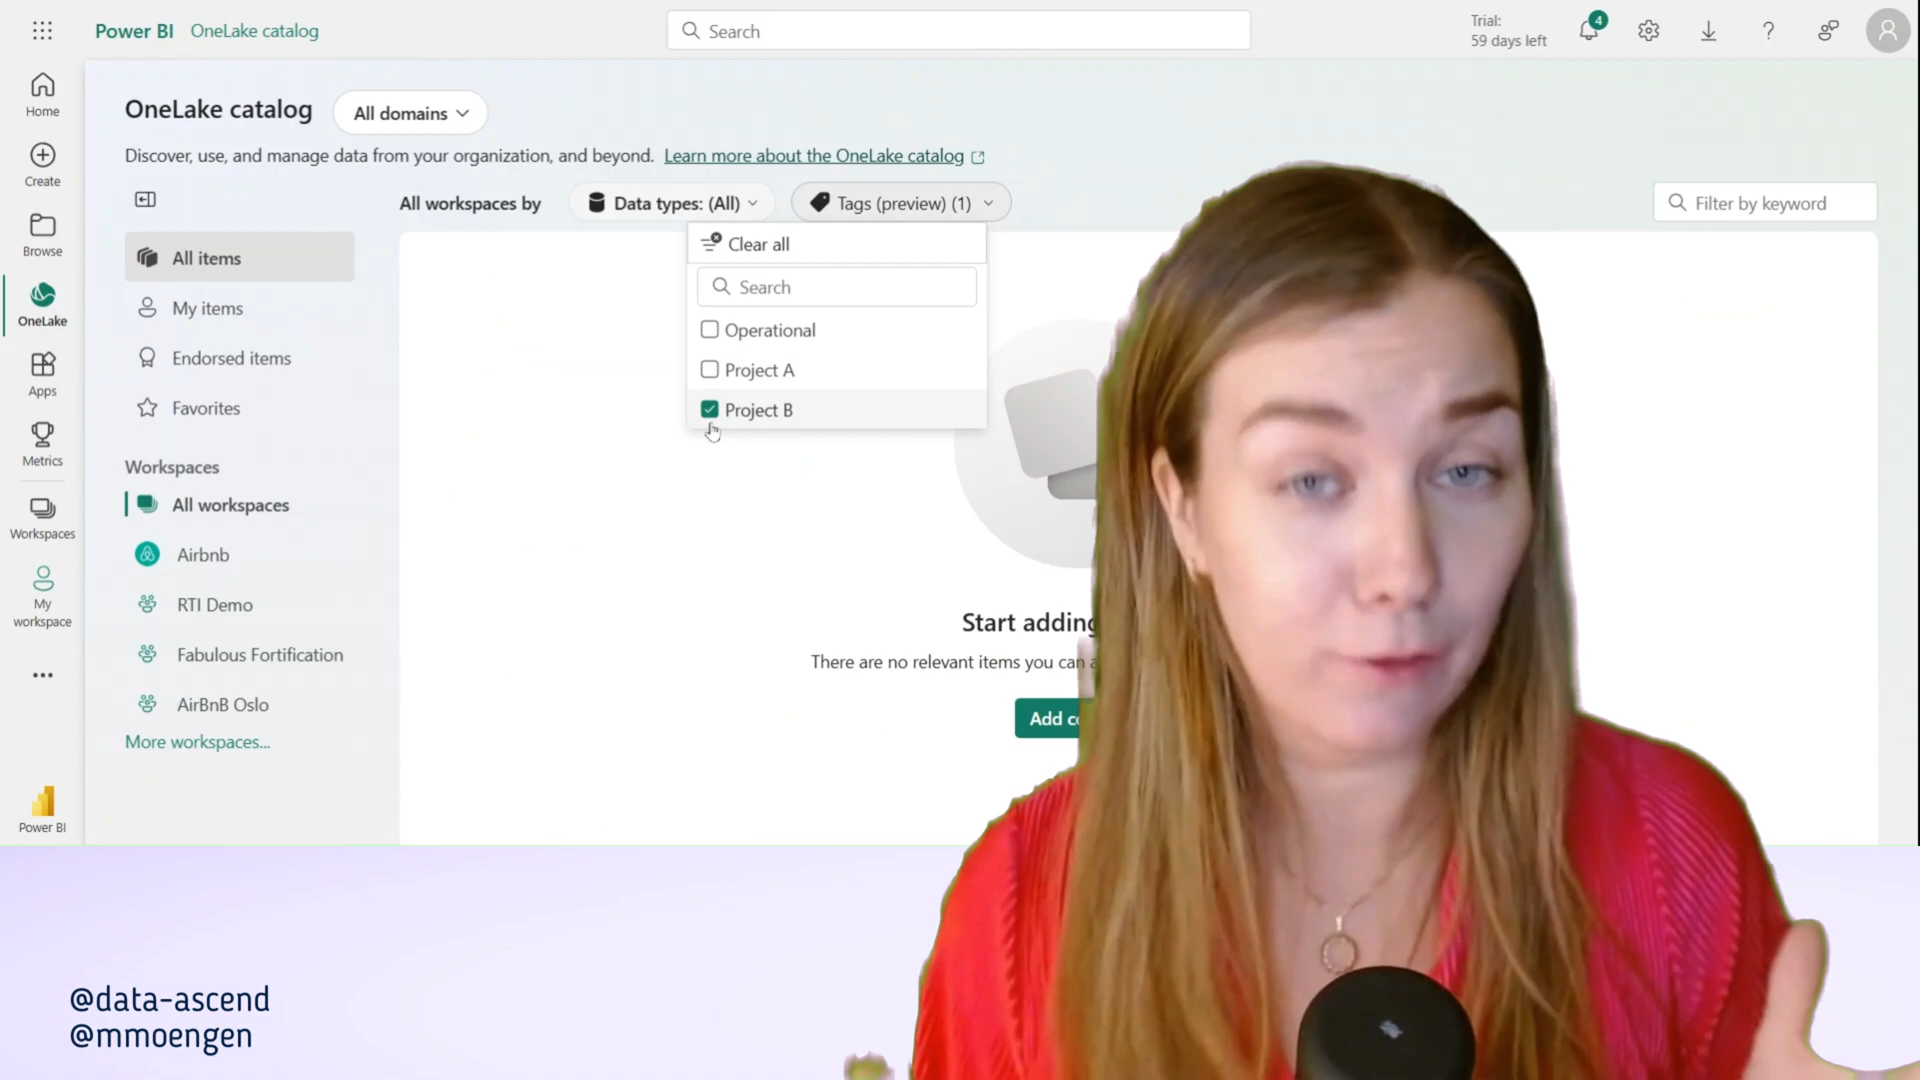 Power BI OneLake catalog
Search
Trial:
59 days left
4
Home
Create
Browse
OneLake
Apps
Metrics
Workspaces
My
workspace
Power BI
OneLake catalog
All domains
Discover, use, and manage data from your organization, and beyond. Learn more about the OneLake catalog
All workspaces by
Data types: (All)
Tags (preview) (1)
Filter by keyword
All items
My items
Endorsed items
Favorites
Workspaces
All workspaces
Airbnb
RTI Demo
Fabulous Fortification
AirBnB Oslo
More workspaces...
Clear all
Search
Operational
Project A
Project B
Start adding
There are no relevant items you can
Add
@data-ascend
@mmoengen